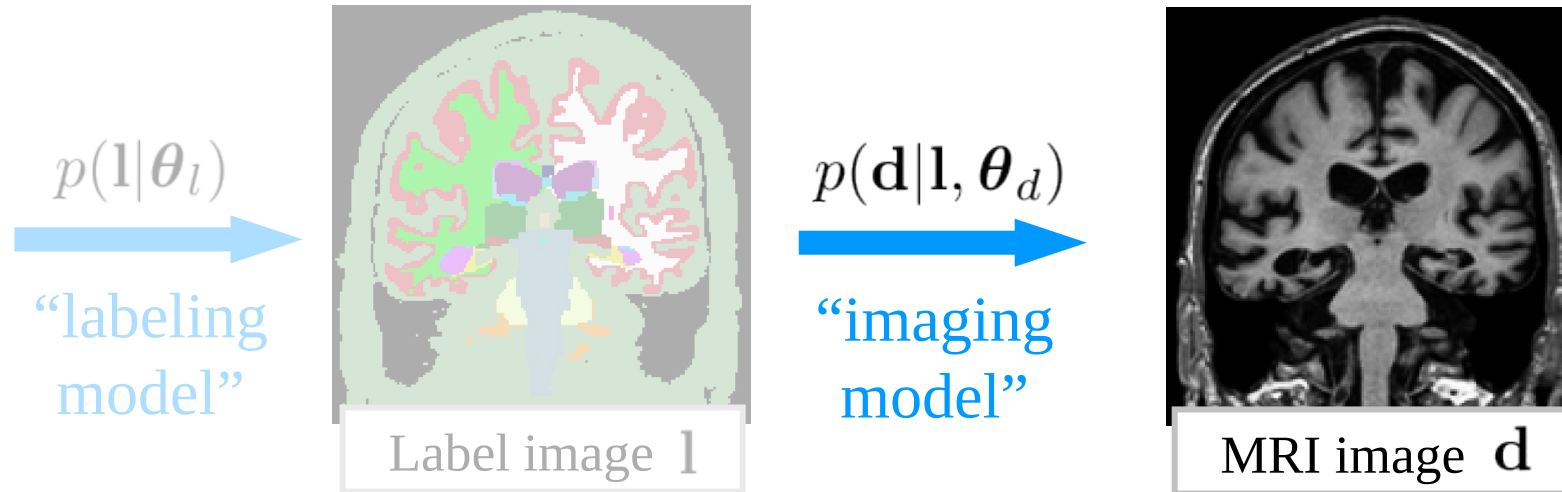 p(l|θ_l)
“labeling
model”
Label image l
p(d|l, θ_d)
“imaging
model”
MRI image d